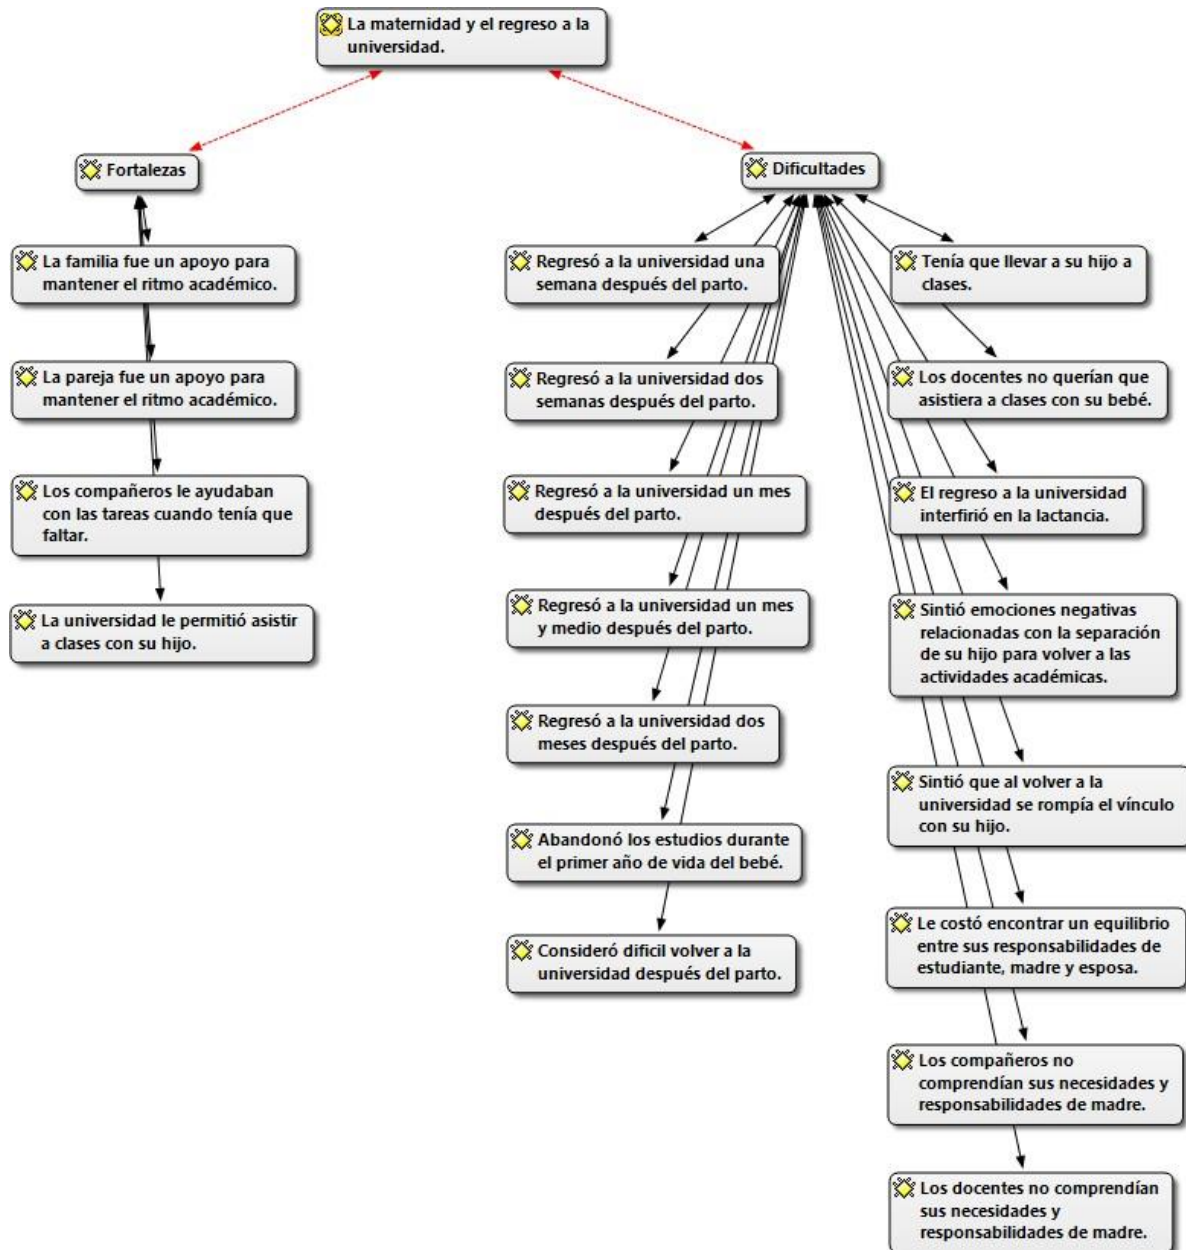 La maternidad y el regreso a la
universidad.
Fortalezas
Dificultades
La familia fue un apoyo para
mantener el ritmo académico.
La pareja fue un apoyo para
mantener el ritmo académico.
Los compañeros le ayudaban
con las tareas cuando tenía que
faltar.
La universidad le permitió asistir
a clases con su hijo.
Regresó a la universidad una
semana después del parto.
Regresó a la universidad dos
semanas después del parto.
Regresó a la universidad un mes
después del parto.
Regresó a la universidad un mes
y medio después del parto.
Regresó a la universidad dos
meses después del parto.
Abandonó los estudios durante
el primer año de vida del bebé.
Consideró dificil volver a la
universidad después del parto.
Tenía que llevar a su hijo a
clases.
Los docentes no querían que
asistiera a clases con su bebé.
El regreso a la universidad
interfirió en la lactancia.
Sintió emociones negativas
relacionadas con la separación
de su hijo para volver a las
actividades académicas.
Sintió que al volver a la
universidad se rompía el vínculo
con su hijo.
Le costó encontrar un equilibrio
entre sus responsabilidades de
estudiante, madre y esposa.
Los compañeros no
comprendían sus necesidades y
responsabilidades de madre.
Los docentes no comprendían
sus necesidades y
responsabilidades de madre.